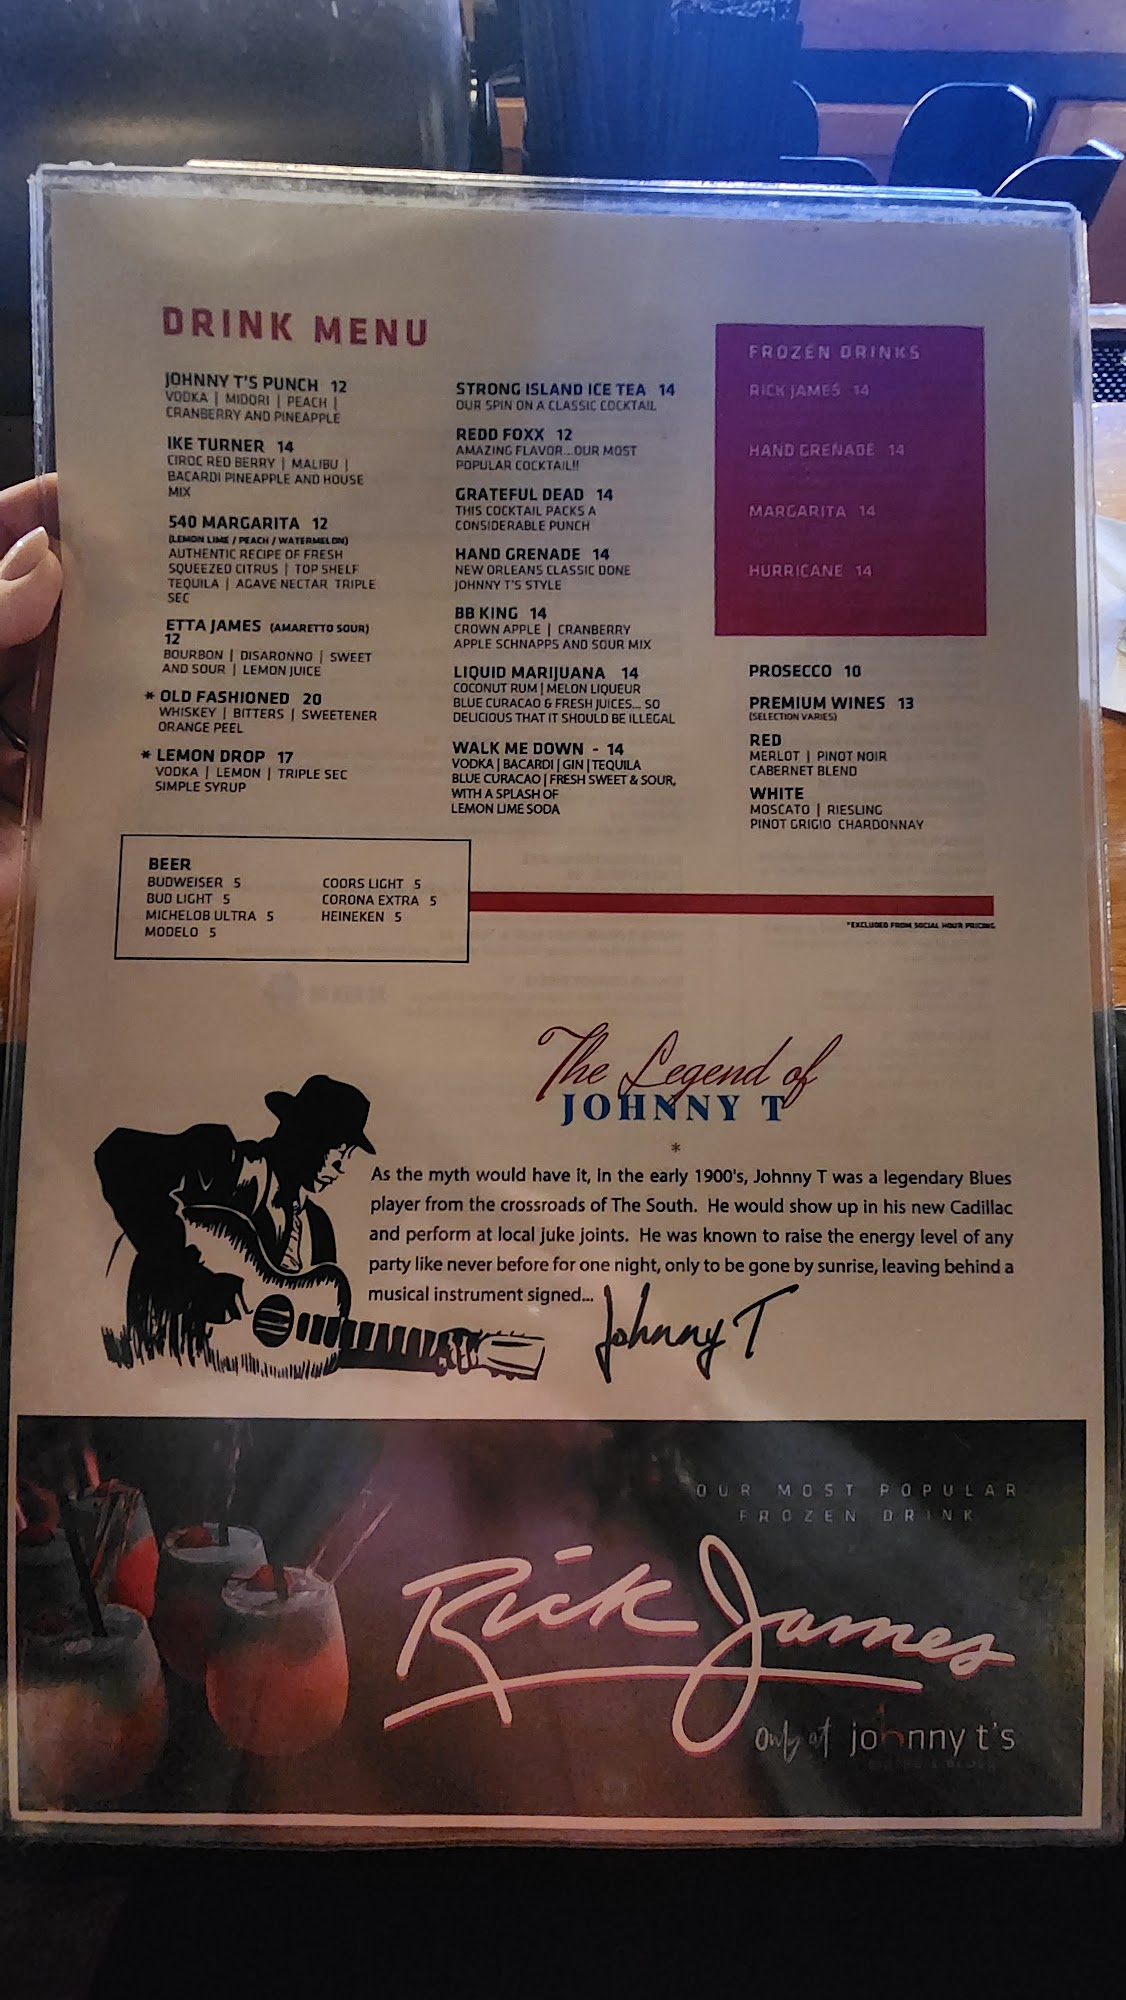 DRINK MENU
JOHNNY T'S PUNCH 12
VODKA | MIDORI | PEACH |
CRANBERRY AND PINEAPPLE
IKE TURNER 14
CIROC RED BERRY | MALIBU |
BACARDI PINEAPPLE AND HOUSE
MIX
540 MARGARITA 12
(LEMON LIME / PEACH / WATERMELON)
AUTHENTIC RECIPE OF FRESH
SQUEEZED CITRUS | TOP SHELF
TEQUILA | AGAVE NECTAR TRIPLE
SEC
ETTA JAMES (AMARETTO SOUR)
12
BOURBON | DISARONNO | SWEET
AND SOUR | LEMON JUICE
* OLD FASHIONED 20
WHISKEY | BITTERS | SWEETENER
ORANGE PEEL
* LEMON DROP 17
VODKA | LEMON | TRIPLE SEC
SIMPLE SYRUP
STRONG ISLAND ICE TEA 14
OUR SPIN ON A CLASSIC COCKTAIL
REDD FOXX 12
AMAZING FLAVOR... OUR MOST
POPULAR COCKTAIL!!
GRATEFUL DEAD 14
THIS COCKTAIL PACKS A
CONSIDERABLE PUNCH
HAND GRENADE 14
NEW ORLEANS CLASSIC DONE
JOHNNY T'S STYLE
BB KING 14
CROWN APPLE | CRANBERRY
APPLE SCHNAPPS AND SOUR MIX
LIQUID MARIJUANA 14
COCONUT RUM | MELON LIQUEUR
BLUE CURACAO & FRESH JUICES... SO
DELICIOUS THAT IT SHOULD BE ILLEGAL
WALK ME DOWN - 14
VODKA | BACARDI | GIN | TEQUILA
BLUE CURACAO | FRESH SWEET & SOUR,
WITH A SPLASH OF
LEMON LIME SODA
FROZEN DRINKS
RICK JAMES 14
HAND GRENADE 14
MARGARITA 14
HURRICANE 14
PROSECCO 10
PREMIUM WINES 13
(SELECTION VARIES)
RED
MERLOT | PINOT NOIR
CABERNET BLEND
WHITE
MOSCATO | RIESLING
PINOT GRIGIO CHARDONNAY
BEER
BUDWEISER 5
BUD LIGHT 5
MICHELOB ULTRA 5
MODELO 5
COORS LIGHT 5
CORONA EXTRA 5
HEINEKEN 5
*EXCLUDED FROM SOCIAL HOUR PRICING
The Legend of
JOHNNY T
*
As the myth would have it, in the early 1900's, Johnny T was a legendary Blues
player from the crossroads of The South. He would show up in his new Cadillac
and perform at local juke joints. He was known to raise the energy level of any
party like never before for one night, only to be gone by sunrise, leaving behind a
musical instrument signed...
Johnny T
OUR MOST POPULAR
FROZEN DRINK
Rick James
Only at johnny t's